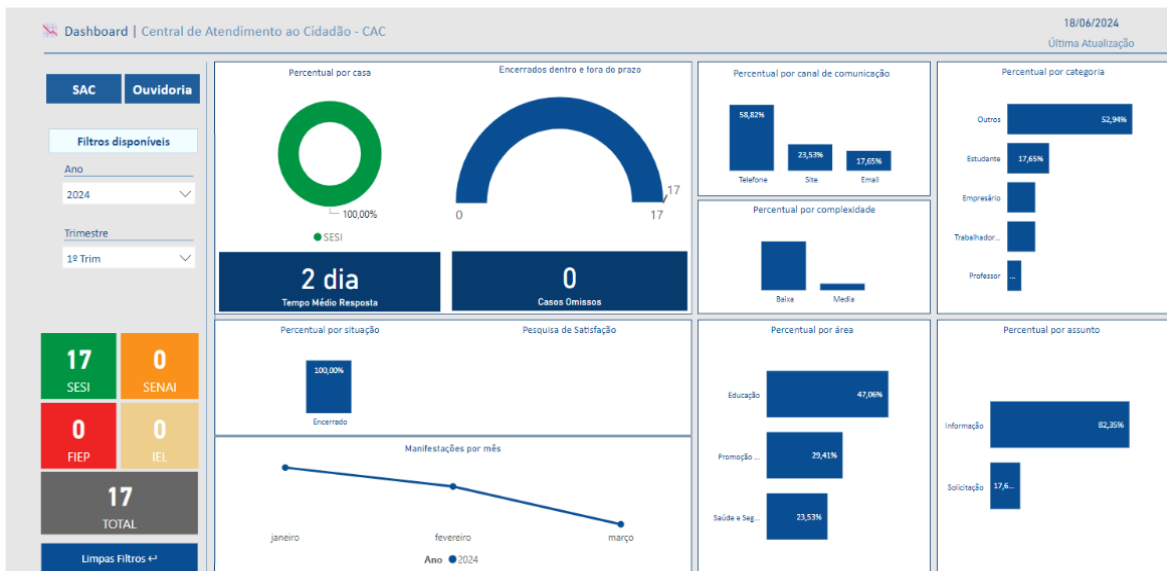 Dashboard | Central de Atendimento ao Cidadão - CAC
18/06/2024
Última Atualização
SAC
Ouvidoria
Filtros disponíveis
Ano
2024
Trimestre
1º Trim
17
SESI
0
SENAI
0
FIEP
0
IEL
17
TOTAL
Limpas Filtros ↵
Percentual por casa
100,00%
SESI
Encerrados dentro e fora do prazo
0
17
17
2 dia
Tempo Médio Resposta
0
Casos Omissos
Percentual por canal de comunicação
58,82%
23,53%
17,65%
Telefone
Site
Email
Percentual por complexidade
Baixa
Media
Percentual por categoria
Outros
52,94%
Estudante
17,65%
Empresário
Trabalhador...
Professor
...
Percentual por situação
100,00%
Encerrado
Pesquisa de Satisfação
Manifestações por mês
janeiro
fevereiro
março
Ano
2024
Percentual por área
Educação
47,06%
Promoção ...
29,41%
Saúde e Seg...
23,53%
Percentual por assunto
Informação
82,35%
Solicitação
17,6...